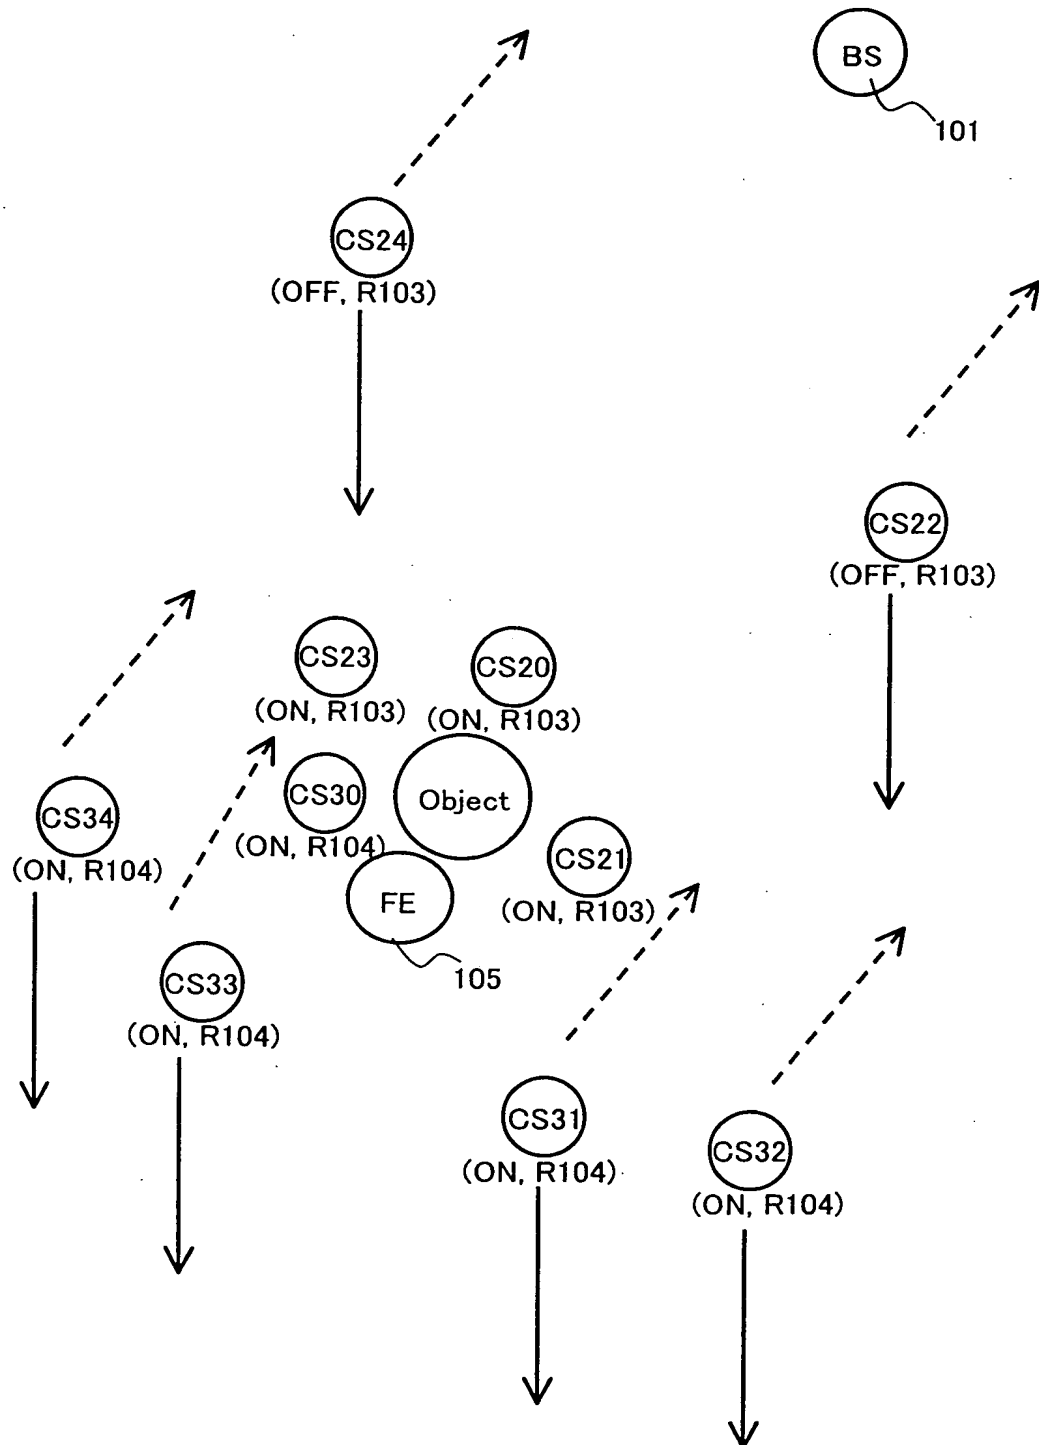 BS
101
CS24
(OFF, R103)
CS22
(OFF, R103)
CS23
(ON, R103)
CS20
(ON, R103)
CS30
(ON, R104)
Object
CS34
(ON, R104)
CS21
(ON, R103)
FE
105
CS33
(ON, R104)
CS31
(ON, R104)
CS32
(ON, R104)